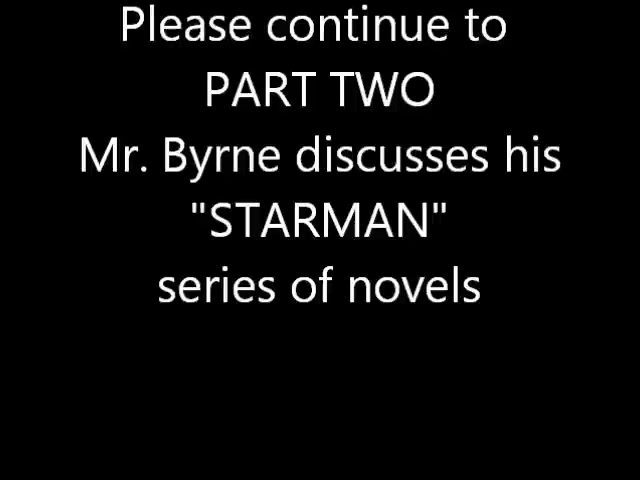 Please continue to
PART TWO
Mr. Byrne discusses his
"STARMAN"
series of novels